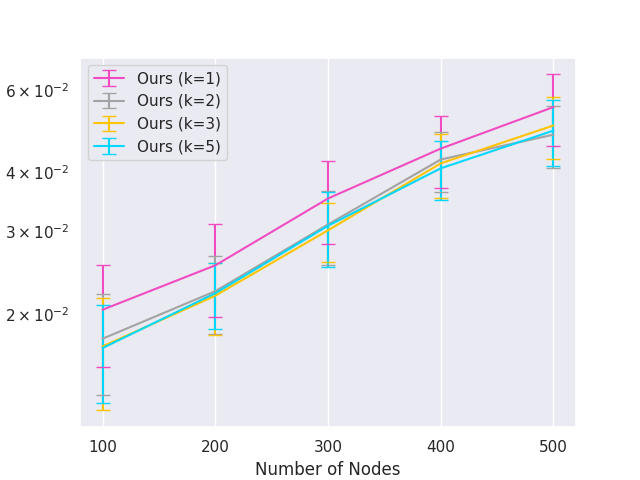 Ours (k=1)
Ours (k=2)
Ours (k=3)
Ours (k=5)
6 × 10⁻²
4 × 10⁻²
3 × 10⁻²
2 × 10⁻²
100 200 300 400 500
Number of Nodes